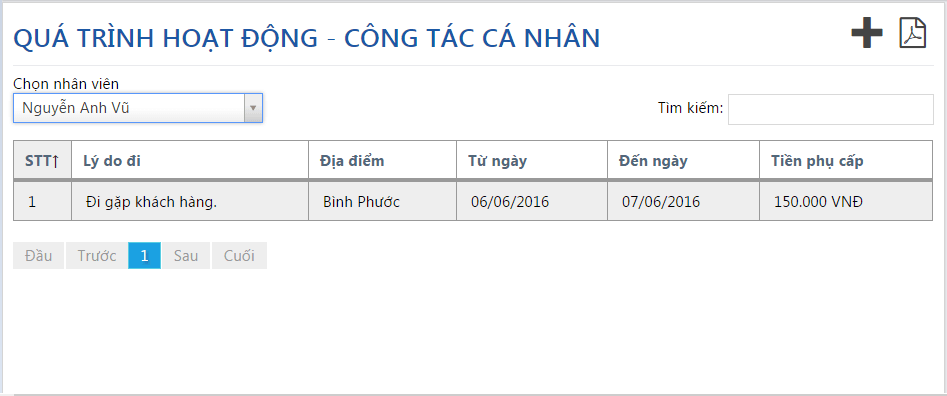 QUÁ TRÌNH HOẠT ĐỘNG - CÔNG TÁC CÁ NHÂN
Chọn nhân viên
Nguyễn Anh Vũ
Tìm kiếm:
STT↑ Lý do đi Địa điểm Từ ngày Đến ngày Tiền phụ cấp
1 Đi gặp khách hàng. Bình Phước 06/06/2016 07/06/2016 150.000 VNĐ
Đầu Trước 1 Sau Cuối